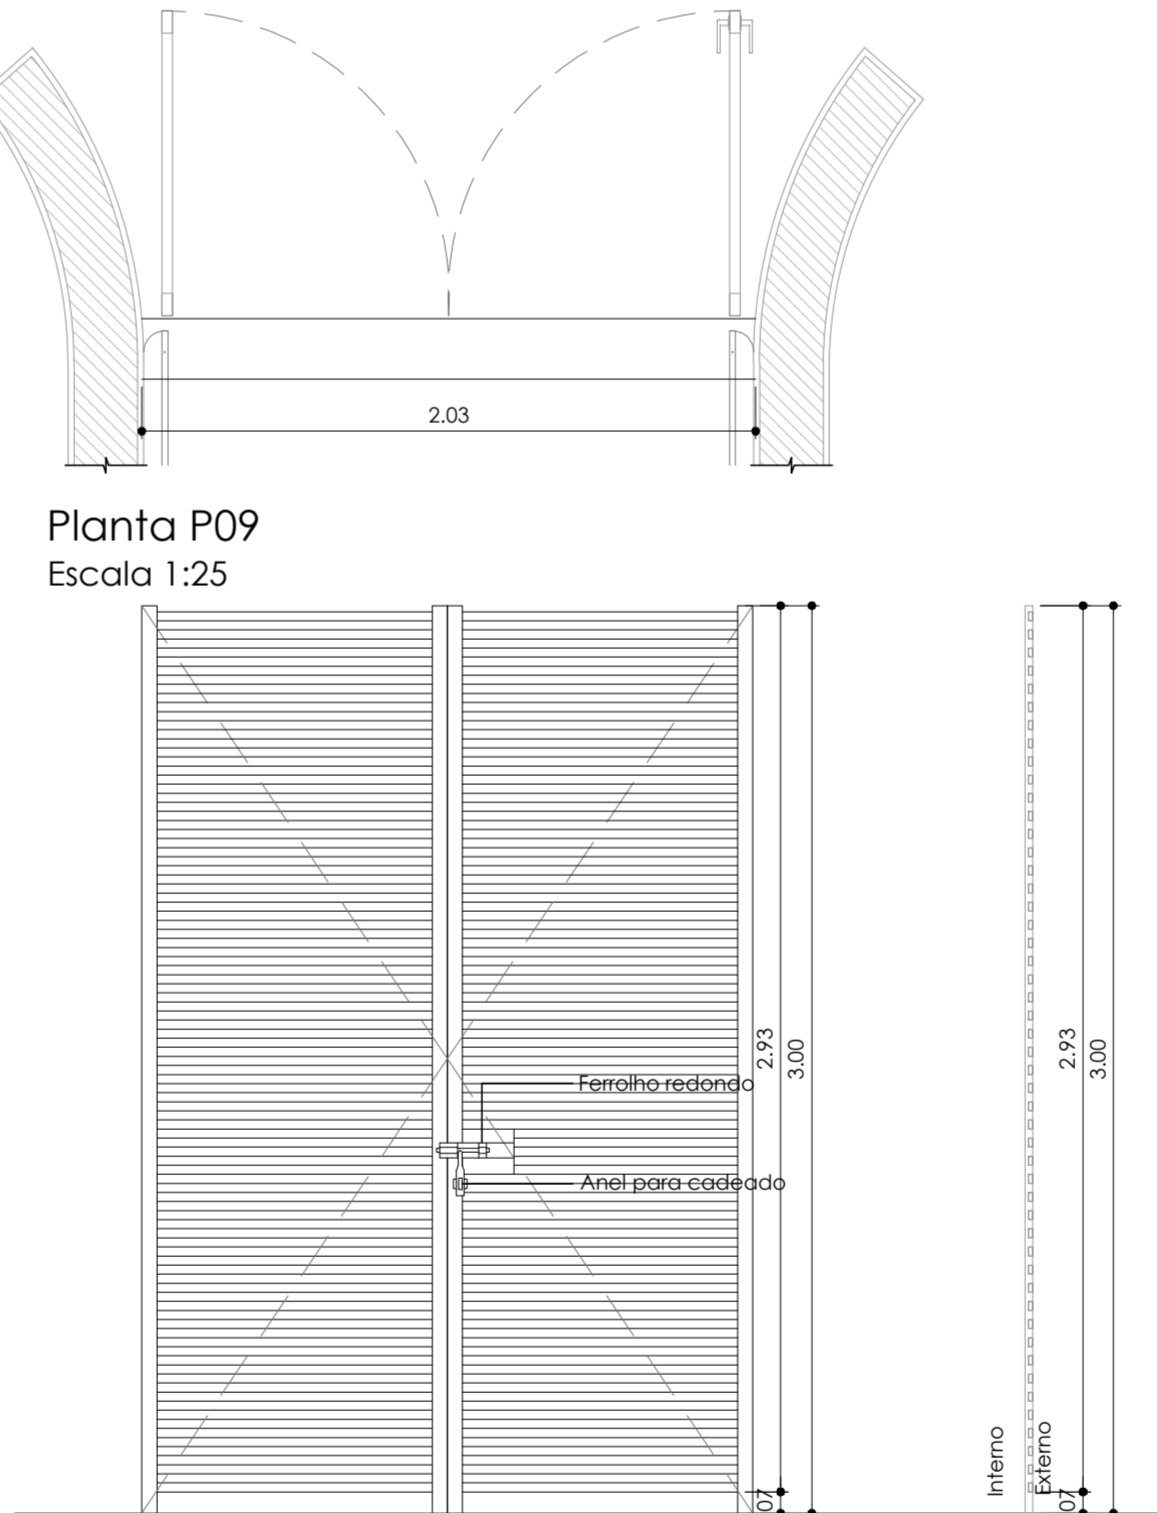 2.03
Planta P09
Escala 1:25
2.93
3.00
2.93
3.00
Ferrolho redondo
Anel para cadeado
Interno
Externo
07
07